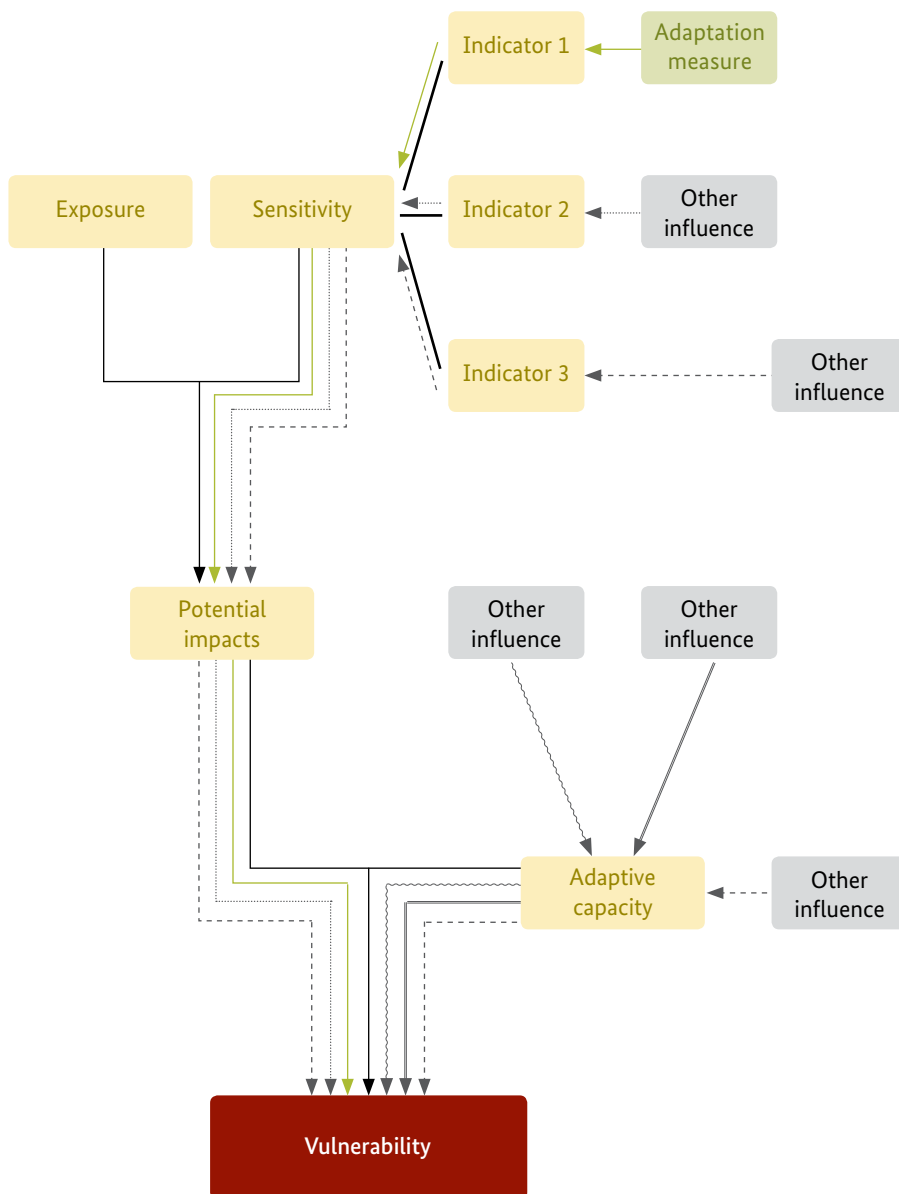 Indicator 1
Adaptation
measure
Exposure
Sensitivity
Indicator 2
Other
influence
Indicator 3
Other
influence
Potential
impacts
Other
influence
Other
influence
Adaptive
capacity
Other
influence
Vulnerability